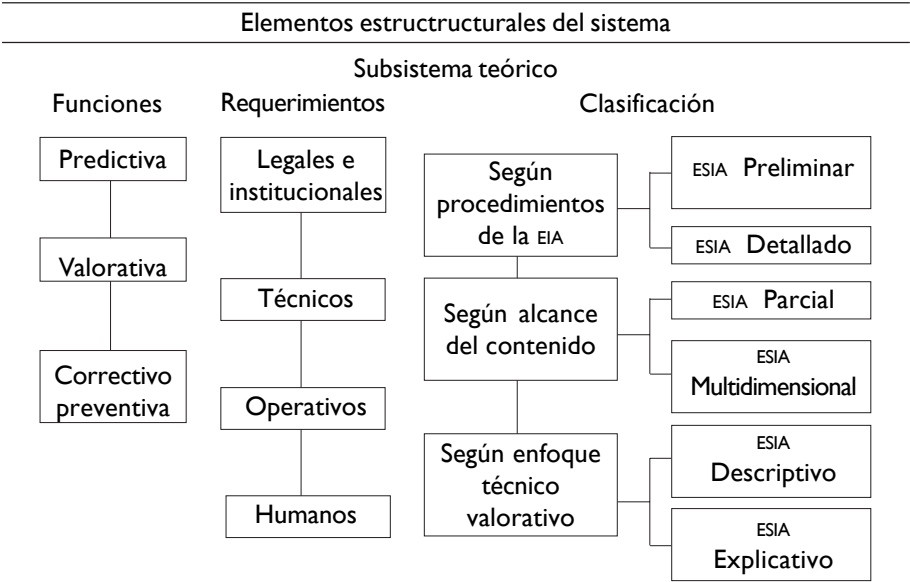 Elementos estructructurales del sistema
Subsistema teórico
Funciones
Predictiva
Valorativa
Correctivo
preventiva
Requerimientos
Legales e
institucionales
Técnicos
Operativos
Humanos
Clasificación
Según
procedimientos
de la EIA
ESIA Preliminar
ESIA Detallado
Según alcance
del contenido
ESIA Parcial
ESIA
Multidimensional
Según enfoque
técnico
valorativo
ESIA
Descriptivo
ESIA
Explicativo